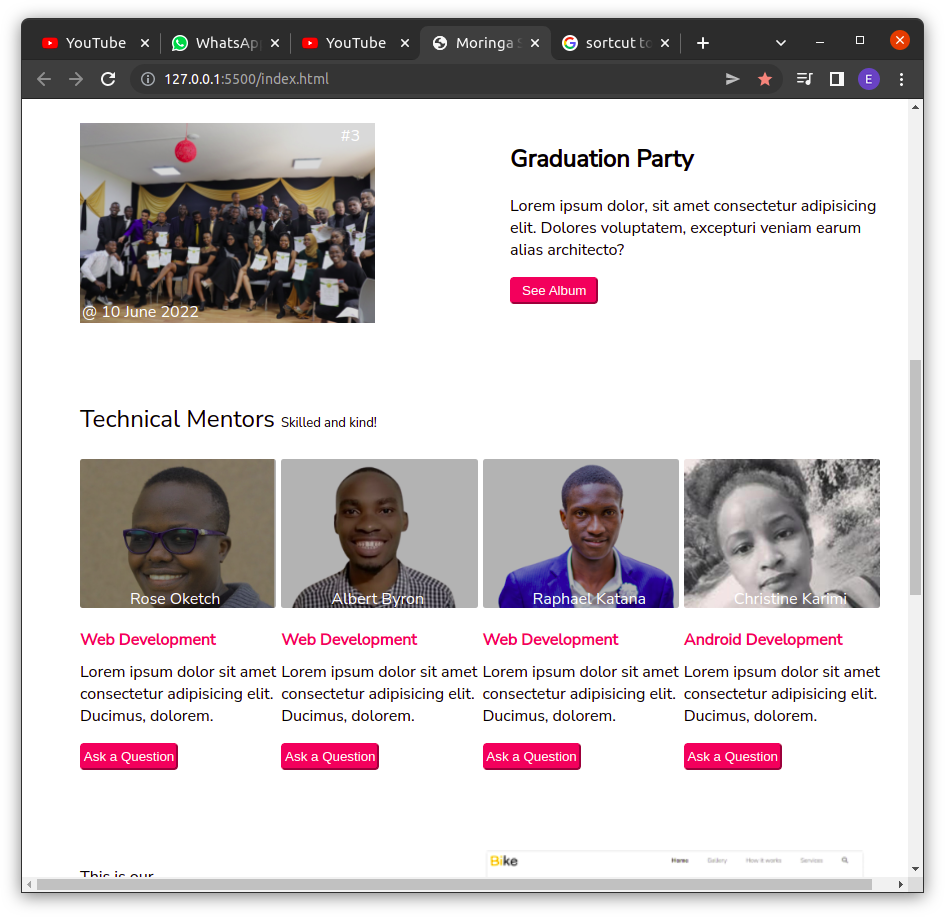 YouTube
WhatsApp
YouTube
Moringa S
sortcut to
127.0.0.1:5500/index.html
E
#3
@ 10 June 2022
Graduation Party
Lorem ipsum dolor, sit amet consectetur adipisicing
elit. Dolores voluptatem, excepturi veniam earum
alias architecto?
See Album
Technical Mentors Skilled and kind!
Rose Oketch
Albert Byron
Raphael Katana
Christine Karimi
Web Development
Web Development
Web Development
Android Development
Lorem ipsum dolor sit amet
consectetur adipisicing elit.
Ducimus, dolorem.
Lorem ipsum dolor sit amet
consectetur adipisicing elit.
Ducimus, dolorem.
Lorem ipsum dolor sit amet
consectetur adipisicing elit.
Ducimus, dolorem.
Lorem ipsum dolor sit amet
consectetur adipisicing elit.
Ducimus, dolorem.
Ask a Question
Ask a Question
Ask a Question
Ask a Question
This is our
Bike
Home
Gallery
How it works
Services